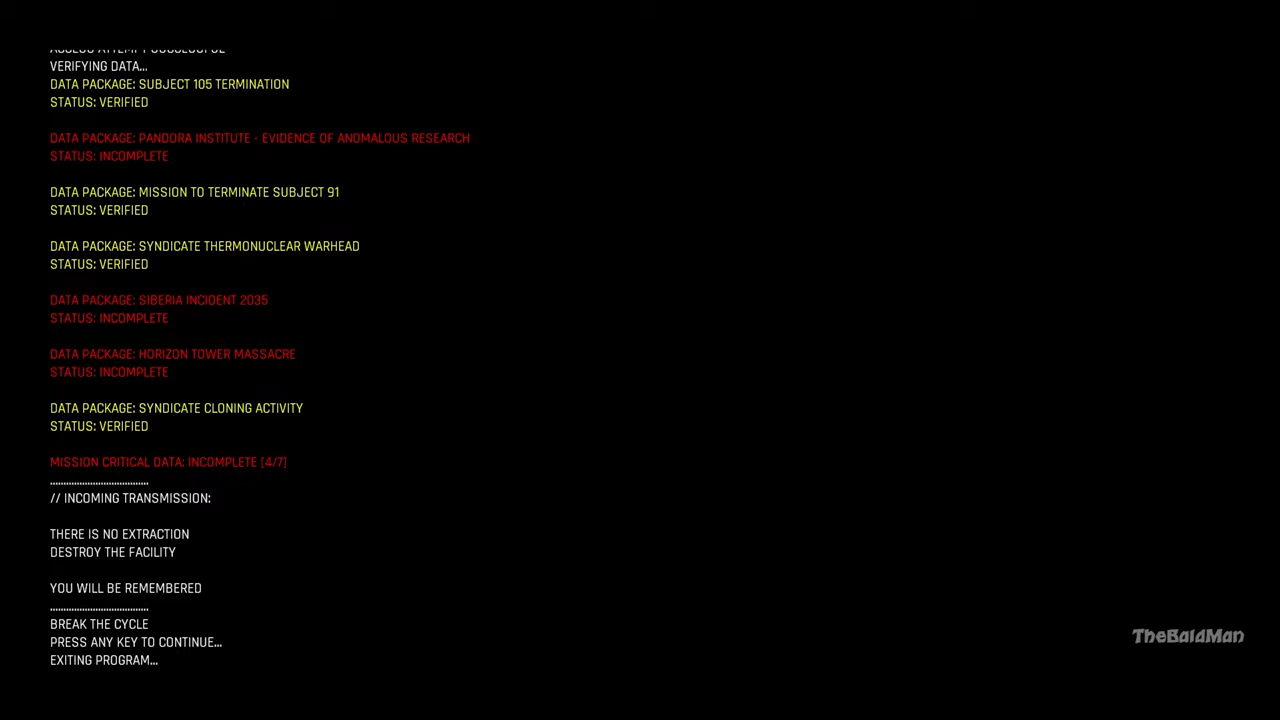 ACCESS ATTEMPT SUCCESSFUL
VERIFYING DATA...
DATA PACKAGE: SUBJECT 105 TERMINATION
STATUS: VERIFIED
DATA PACKAGE: PANDORA INSTITUTE - EVIDENCE OF ANOMALOUS RESEARCH
STATUS: INCOMPLETE
DATA PACKAGE: MISSION TO TERMINATE SUBJECT 91
STATUS: VERIFIED
DATA PACKAGE: SYNDICATE THERMONUCLEAR WARHEAD
STATUS: VERIFIED
DATA PACKAGE: SIBERIA INCIDENT 2035
STATUS: INCOMPLETE
DATA PACKAGE: HORIZON TOWER MASSACRE
STATUS: INCOMPLETE
DATA PACKAGE: SYNDICATE CLONING ACTIVITY
STATUS: VERIFIED
MISSION CRITICAL DATA: INCOMPLETE [4/7]
....................................
// INCOMING TRANSMISSION:
THERE IS NO EXTRACTION
DESTROY THE FACILITY
YOU WILL BE REMEMBERED
....................................
BREAK THE CYCLE
PRESS ANY KEY TO CONTINUE...
EXITING PROGRAM...
TheBaldMan